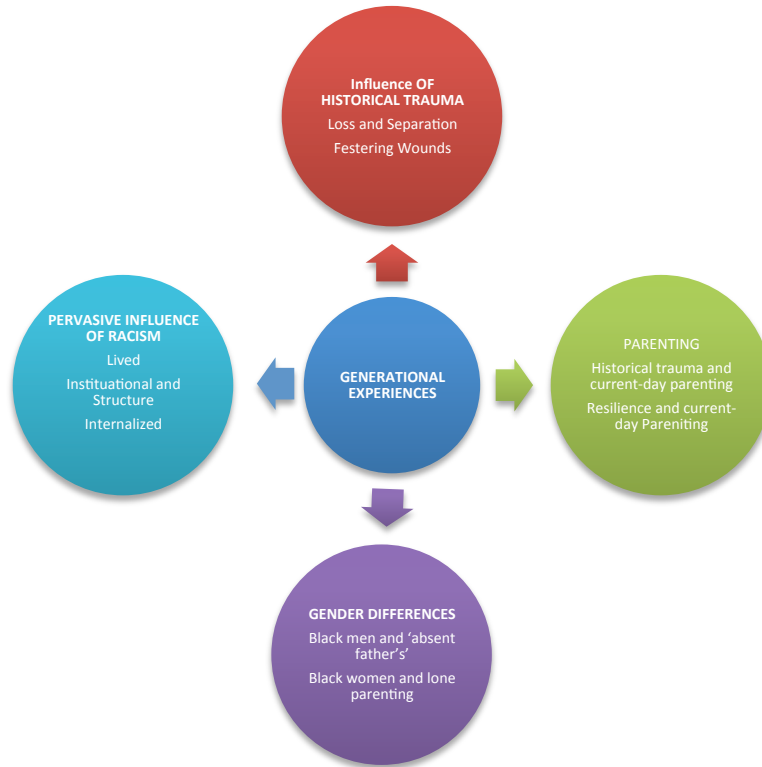 Influence OF
HISTORICAL TRAUMA
Loss and Separation
Festering Wounds
PERVASIVE INFLUENCE
OF RACISM
Lived
Instituational and
Structure
Internalized
GENERATIONAL
EXPERIENCES
PARENTING
Historical trauma and
current-day parenting
Resilience and current-
day Pareniting
GENDER DIFFERENCES
Black men and ‘absent
father’s’
Black women and lone
parenting